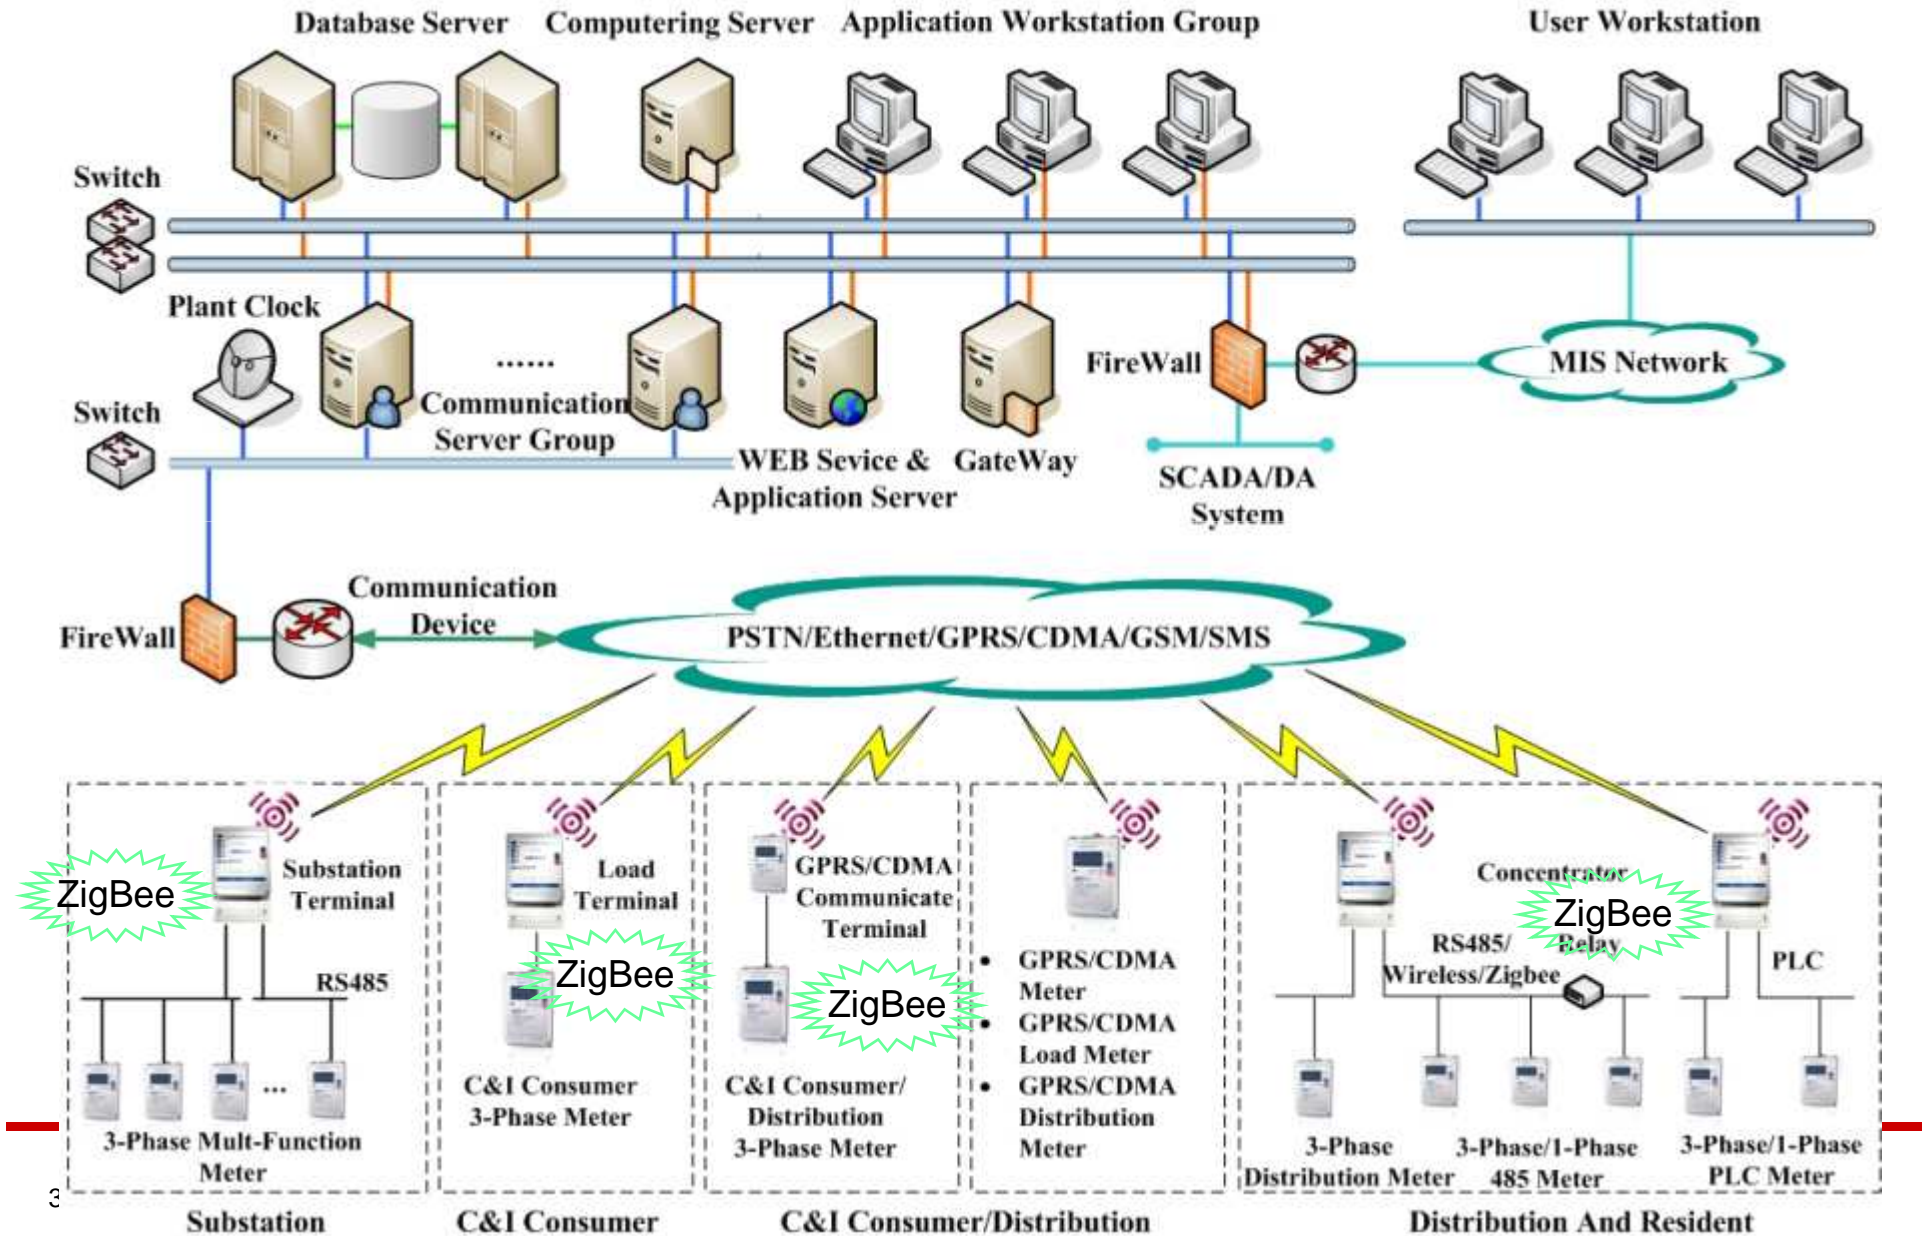 Database Server
Computering Server
Application Workstation Group
User Workstation
Switch
Plant Clock
......
Communication
Server Group
Switch
WEB Sevice &
Application Server
GateWay
FireWall
MIS Network
SCADA/DA
System
FireWall
Communication
Device
PSTN/Ethernet/GPRS/CDMA/GSM/SMS
ZigBee
Substation
Terminal
RS485
...
3-Phase Mult-Function
Meter
Substation
Load
Terminal
ZigBee
C&I Consumer
3-Phase Meter
C&I Consumer
GPRS/CDMA
Communicate
Terminal
ZigBee
C&I Consumer/
Distribution
3-Phase Meter
• GPRS/CDMA
Meter
• GPRS/CDMA
Load Meter
• GPRS/CDMA
Distribution
Meter
C&I Consumer/Distribution
Concentrator
ZigBee
Relay
RS485/
Wireless/Zigbee
PLC
3-Phase
Distribution Meter
3-Phase/1-Phase
485 Meter
3-Phase/1-Phase
PLC Meter
Distribution And Resident
3